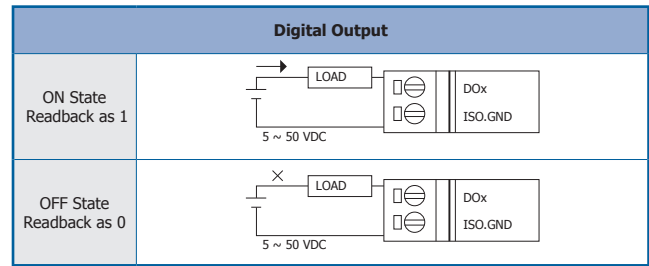 Digital Output
ON State
Readback as 1
LOAD
DOx
ISO.GND
5 ~ 50 VDC
OFF State
Readback as 0
LOAD
DOx
ISO.GND
5 ~ 50 VDC